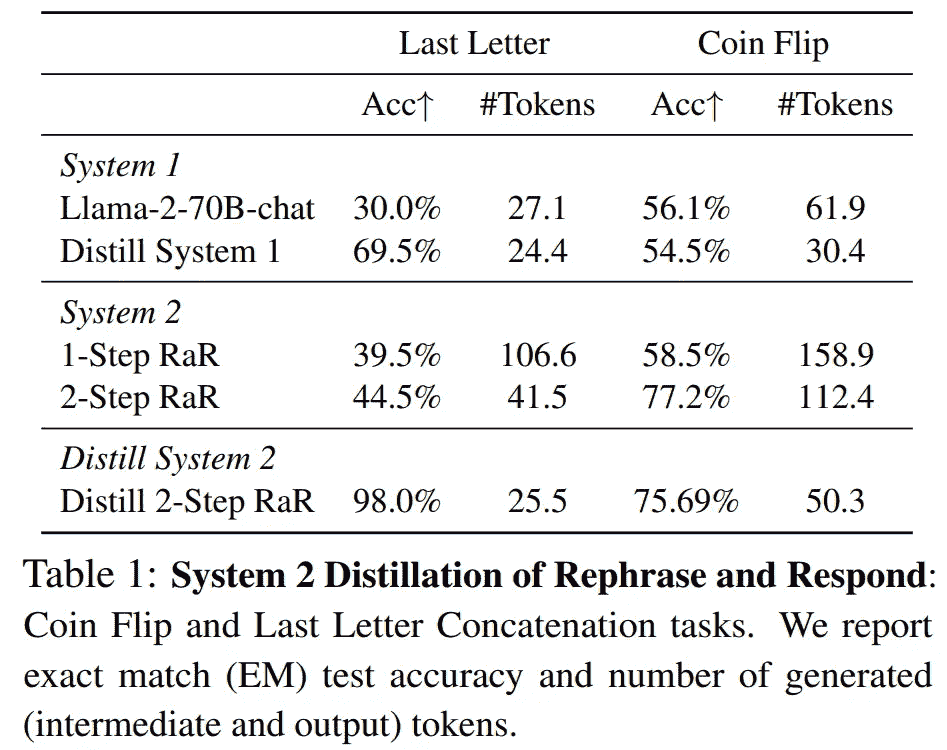 Last Letter Coin Flip
Acc↑ #Tokens Acc↑ #Tokens
System 1
Llama-2-70B-chat 30.0% 27.1 56.1% 61.9
Distill System 1 69.5% 24.4 54.5% 30.4
System 2
1-Step RaR 39.5% 106.6 58.5% 158.9
2-Step RaR 44.5% 41.5 77.2% 112.4
Distill System 2
Distill 2-Step RaR 98.0% 25.5 75.69% 50.3
Table 1: System 2 Distillation of Rephrase and Respond:
Coin Flip and Last Letter Concatenation tasks. We report
exact match (EM) test accuracy and number of generated
(intermediate and output) tokens.